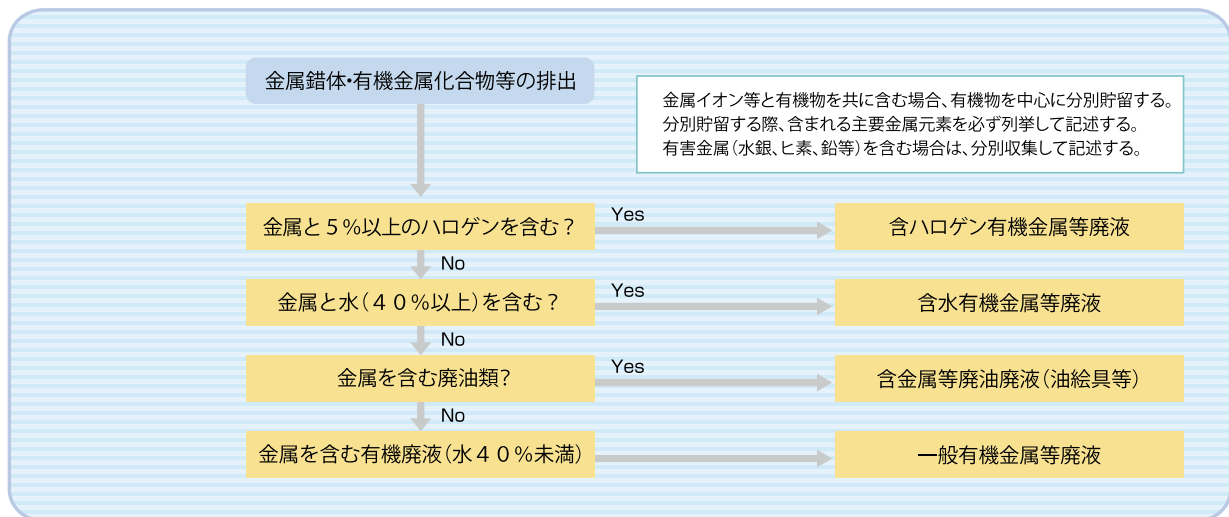 金属錯体・有機金属化合物等の排出
金属イオン等と有機物を共に含む場合、有機物を中心に分別貯留する。
分別貯留する際、含まれる主要金属元素を必ず列挙して記述する。
有害金属（水銀、ヒ素、鉛等）を含む場合は、分別収集して記述する。
金属と５％以上のハロゲンを含む？
Yes
含ハロゲン有機金属等廃液
No
金属と水（４０％以上）を含む？
Yes
含水有機金属等廃液
No
金属を含む廃油類？
Yes
含金属等廃油廃液（油絵具等）
No
金属を含む有機廃液（水４０％未満）
一般有機金属等廃液